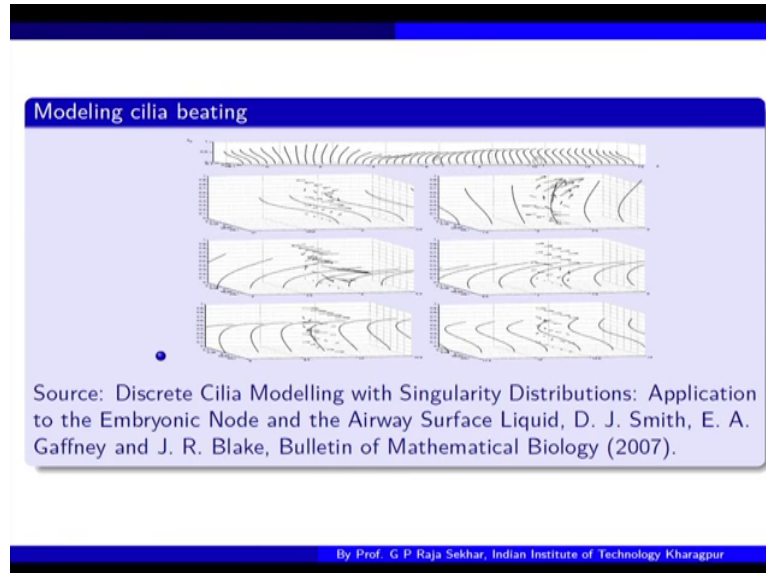 Modeling cilia beating
Source: Discrete Cilia Modelling with Singularity Distributions: Application
to the Embryonic Node and the Airway Surface Liquid, D. J. Smith, E. A.
Gaffney and J. R. Blake, Bulletin of Mathematical Biology (2007).
By Prof. G P Raja Sekhar, Indian Institute of Technology Kharagpur